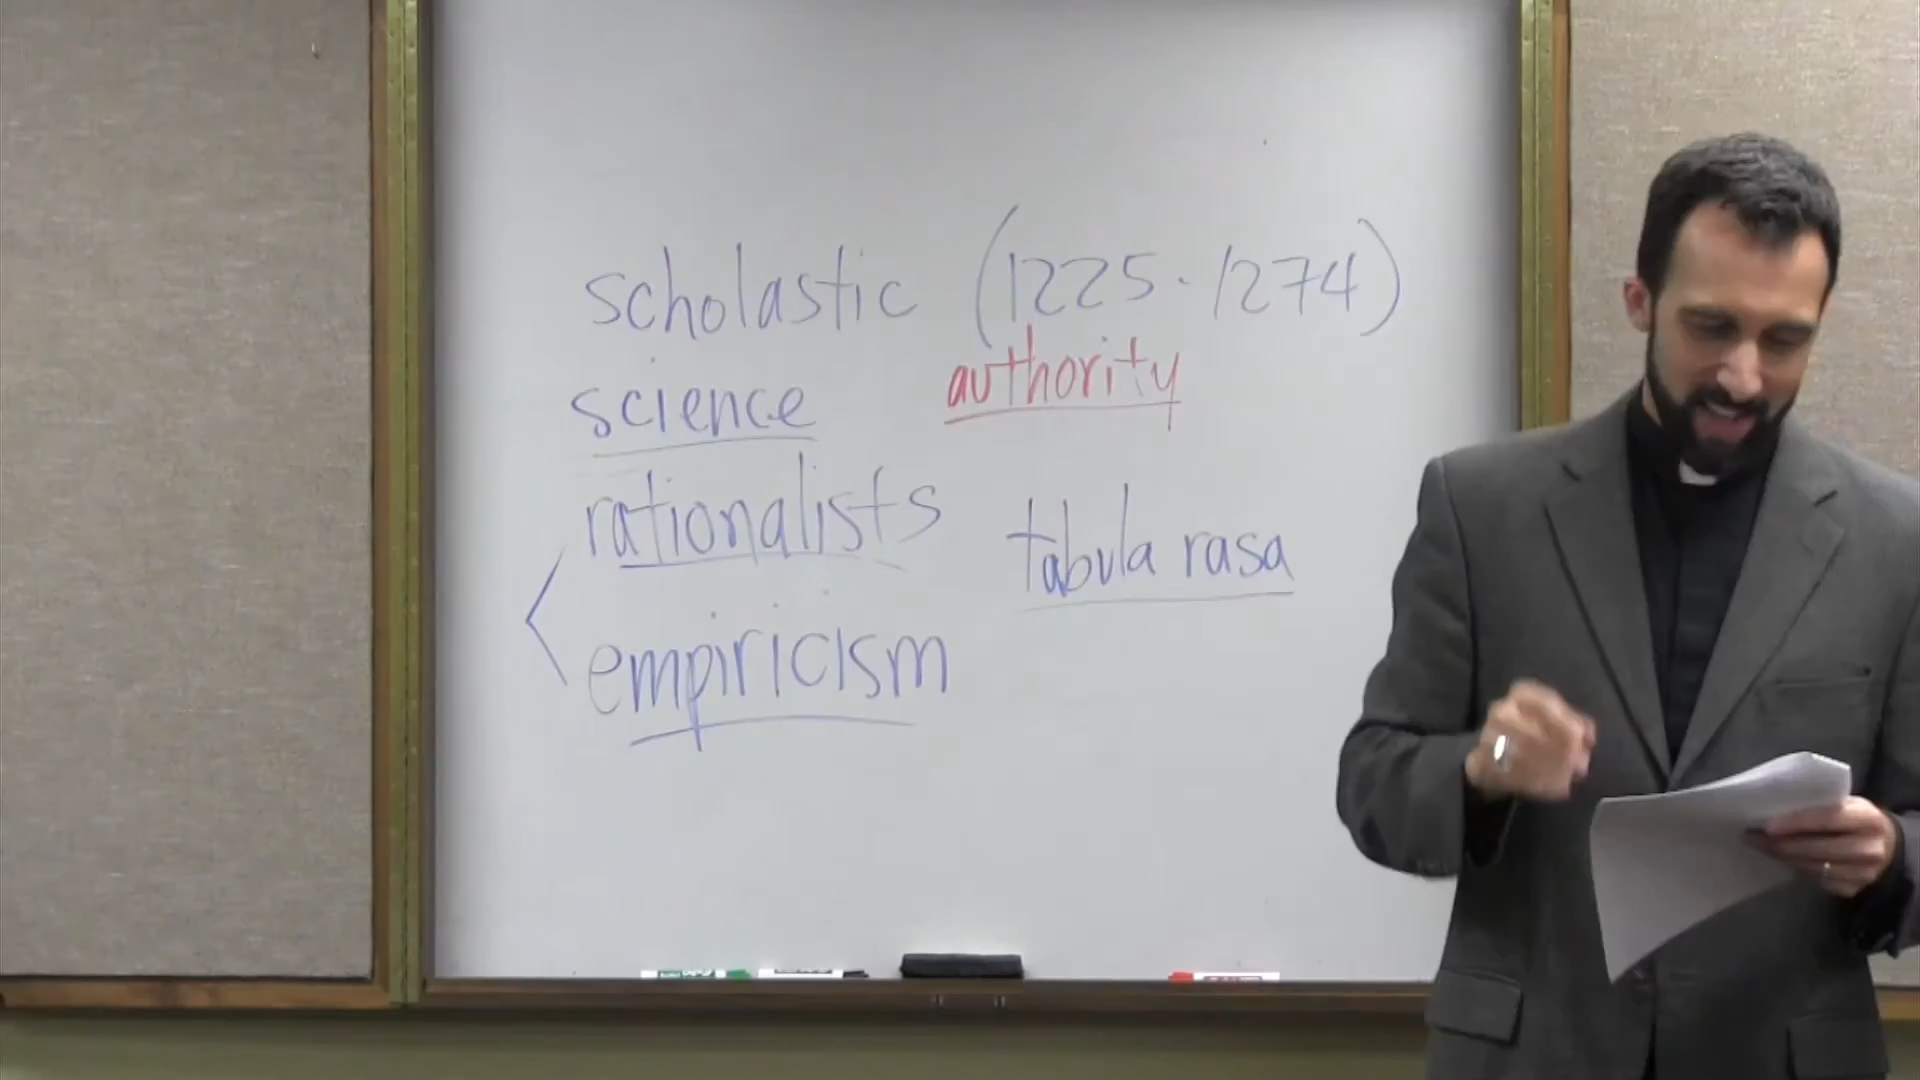 scholastic (1225-1274)
science authority
rationalists tabula rasa
empiricism